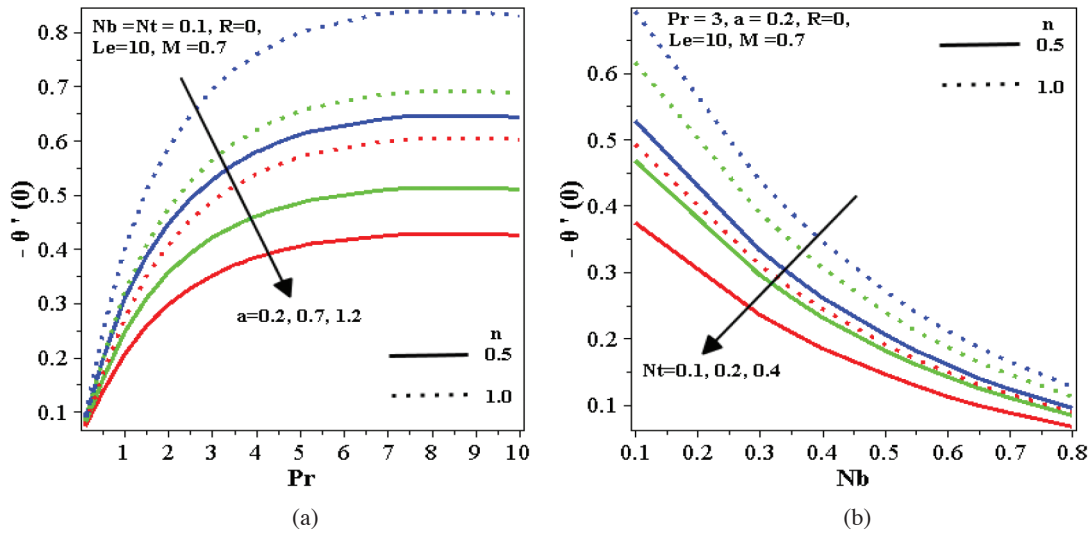 Nb =Nt = 0.1, R=0,
Le=10, M =0.7
0.8
0.7
0.6
0.5
0.4
0.3
0.2
0.1
- θ ' (0)
a=0.2, 0.7, 1.2
n
0.5
1.0
1 2 3 4 5 6 7 8 9 10
Pr
(a)
Pr = 3, a = 0.2, R=0,
Le=10, M =0.7
n
0.5
1.0
0.6
0.5
0.4
0.3
0.2
0.1
- θ ' (0)
Nt=0.1, 0.2, 0.4
0.1 0.2 0.3 0.4 0.5 0.6 0.7 0.8
Nb
(b)